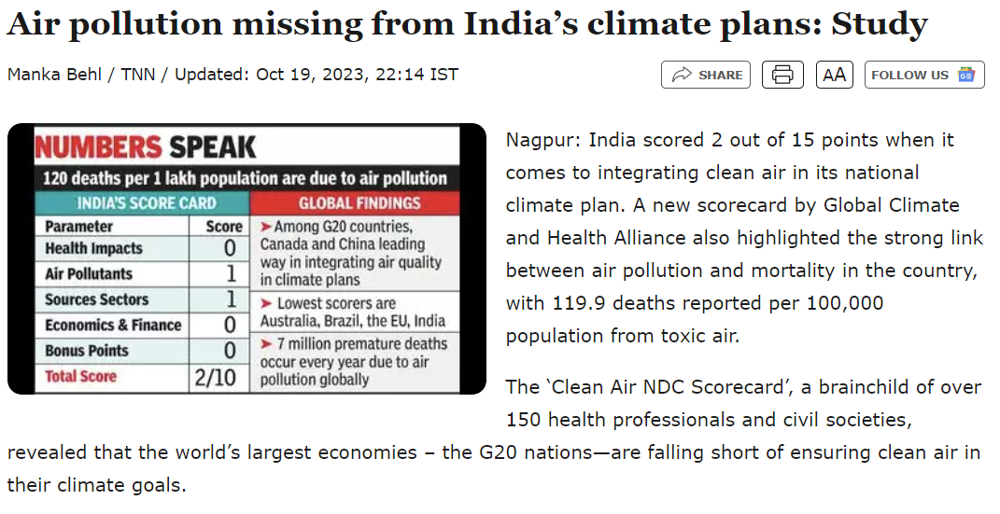 Air pollution missing from India’s climate plans: Study
Manka Behl / TNN / Updated: Oct 19, 2023, 22:14 IST
SHARE
AA
FOLLOW US
NUMBERS SPEAK
120 deaths per 1 lakh population are due to air pollution
INDIA'S SCORE CARD
Parameter Score
Health Impacts 0
Air Pollutants 1
Sources Sectors 1
Economics & Finance 0
Bonus Points 0
Total Score 2/10
GLOBAL FINDINGS
➤ Among G20 countries,
Canada and China leading
way in integrating air quality
in climate plans
➤ Lowest scorers are
Australia, Brazil, the EU, India
➤ 7 million premature deaths
occur every year due to air
pollution globally
Nagpur: India scored 2 out of 15 points when it
comes to integrating clean air in its national
climate plan. A new scorecard by Global Climate
and Health Alliance also highlighted the strong link
between air pollution and mortality in the country,
with 119.9 deaths reported per 100,000
population from toxic air.
The ‘Clean Air NDC Scorecard’, a brainchild of over
150 health professionals and civil societies,
revealed that the world’s largest economies – the G20 nations—are falling short of ensuring clean air in
their climate goals.